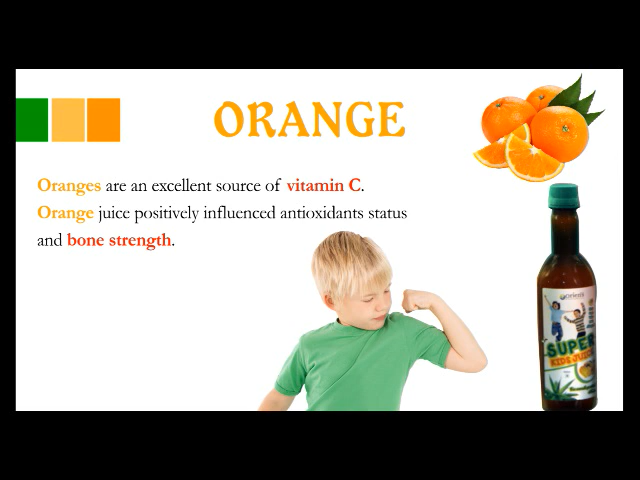 ORANGE
Oranges are an excellent source of vitamin C.
Orange juice positively influenced antioxidants status
and bone strength.
SUPER
KIDS JUICE